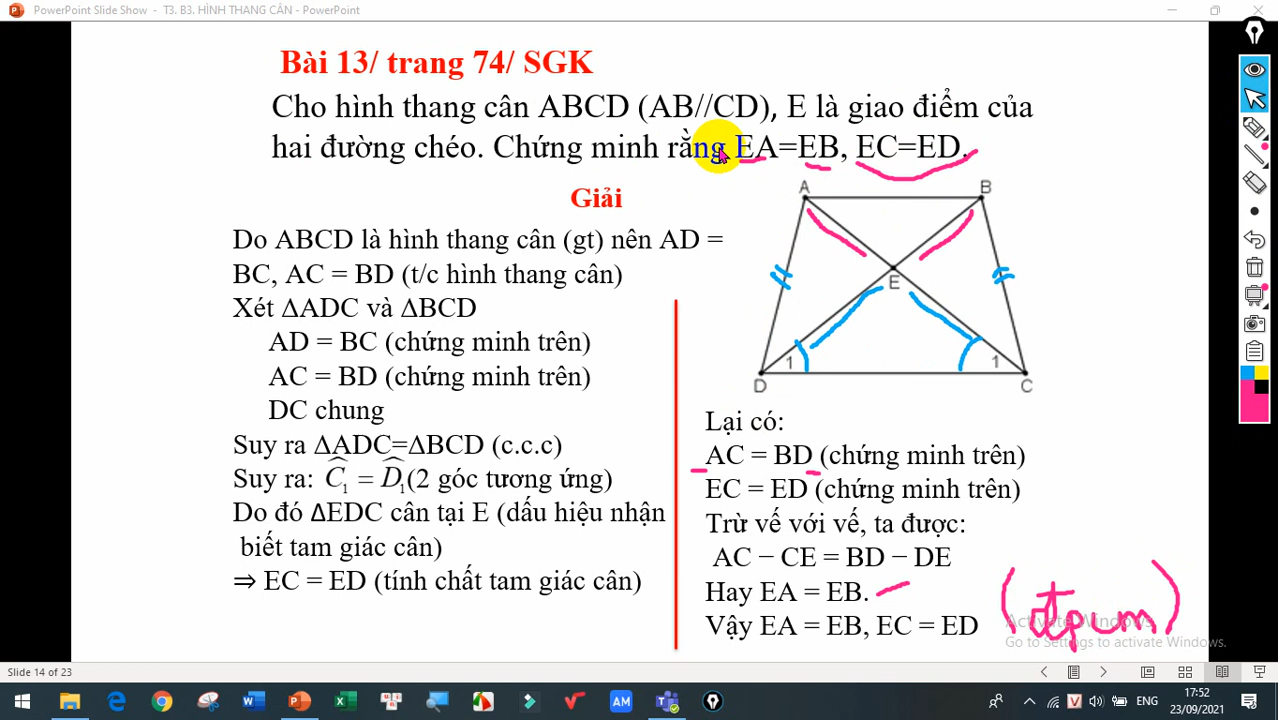 PowerPoint Slide Show - T3. B3. HÌNH THANG CÂN - PowerPoint
Bài 13/ trang 74/ SGK
Cho hình thang cân ABCD (AB//CD), E là giao điểm của
hai đường chéo. Chứng minh rằng EA=EB, EC=ED.
Giải
Do ABCD là hình thang cân (gt) nên AD =
BC, AC = BD (t/c hình thang cân)
Xét ΔADC và ΔBCD
AD = BC (chứng minh trên)
AC = BD (chứng minh trên)
DC chung
Suy ra ΔADC=ΔBCD (c.c.c)
Suy ra: Ĉ₁ = D̂₁(2 góc tương ứng)
Do đó ΔEDC cân tại E (dấu hiệu nhận
biết tam giác cân)
⇒ EC = ED (tính chất tam giác cân)
A B
E
1 1
D C
Lại có:
AC = BD (chứng minh trên)
EC = ED (chứng minh trên)
Trừ vế với vế, ta được:
AC − CE = BD − DE
Hay EA = EB.
Vậy EA = EB, EC = ED
(đpcm)
Activate Windows
Go to Settings to activate Windows.
Slide 14 of 23
AM
V
ENG
17:52
23/09/2021